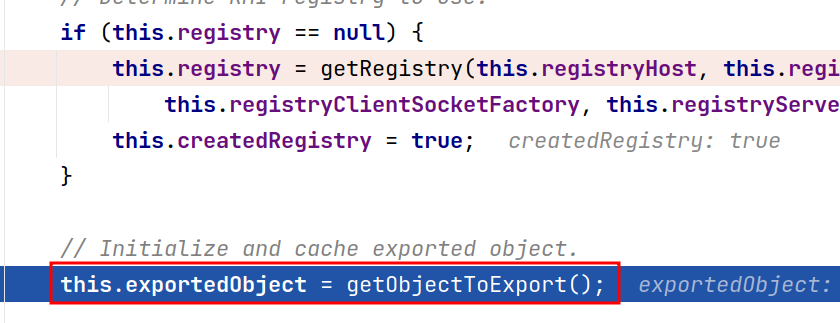 // Determine RMI registry to use.
if (this.registry == null) {
this.registry = getRegistry(this.registryHost, this.regi
this.registryClientSocketFactory, this.registryServe
this.createdRegistry = true; createdRegistry: true
}
// Initialize and cache exported object.
this.exportedObject = getObjectToExport(); exportedObject: